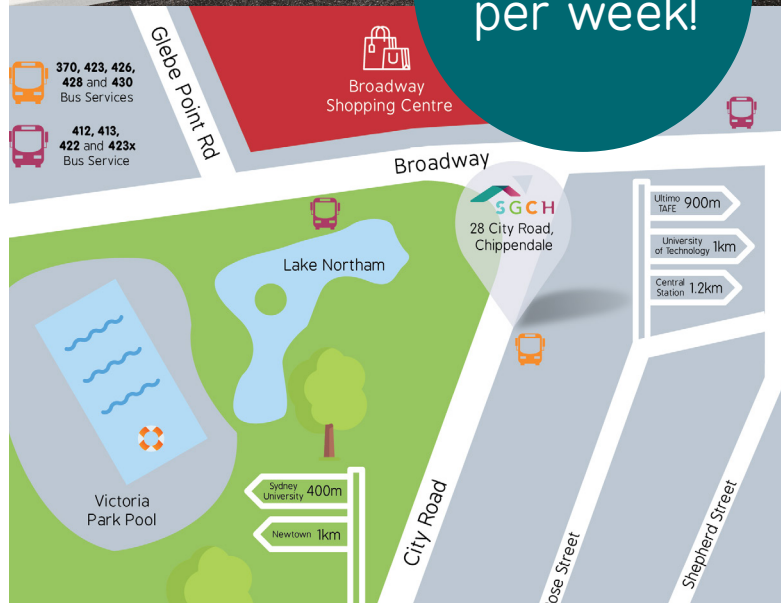 per week!
370, 423, 426,
428 and 430
Bus Services
412, 413,
422 and 423x
Bus Service
Glebe Point Rd
Broadway
Shopping Centre
Broadway
SGCH
28 City Road,
Chippendale
Ultimo
TAFE 900m
University
of Technology 1km
Central
Station 1.2km
Lake Northam
Victoria
Park Pool
Sydney
University 400m
Newtown 1km
City Road
ose Street
Shepherd Street